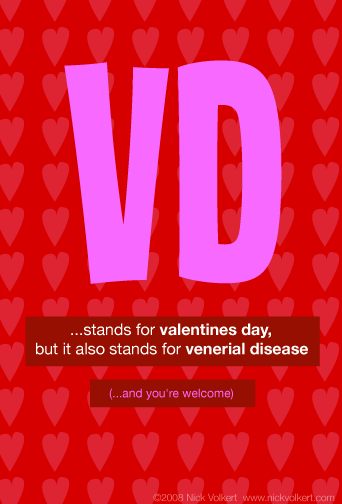 VD
...stands for valentines day,
but it also stands for venerial disease
(...and you're welcome)
©2008 Nick Volkert www.nickvolkert.com